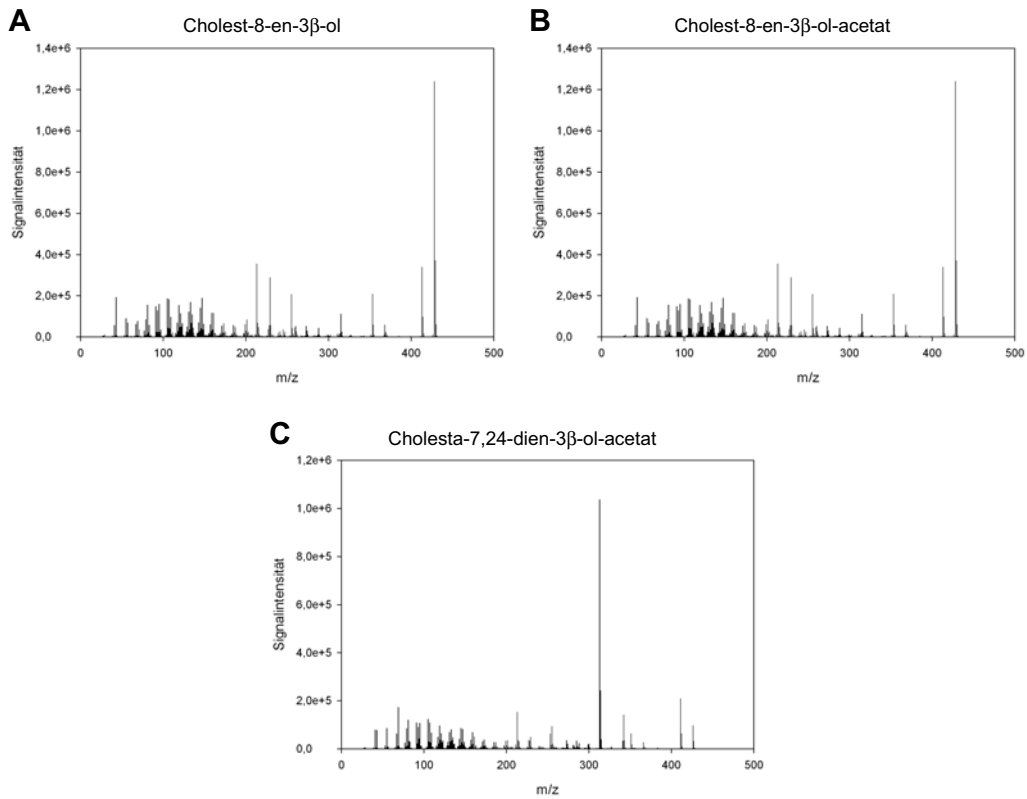 A
Cholest-8-en-3β-ol
1,4e+6
1,2e+6
1,0e+6
8,0e+5
6,0e+5
4,0e+5
2,0e+5
0,0
Signalintensität
0 100 200 300 400 500
m/z
B
Cholest-8-en-3β-ol-acetat
1,4e+6
1,2e+6
1,0e+6
8,0e+5
6,0e+5
4,0e+5
2,0e+5
0,0
Signalintensität
0 100 200 300 400 500
m/z
C
Cholesta-7,24-dien-3β-ol-acetat
1,2e+6
1,0e+6
8,0e+5
6,0e+5
4,0e+5
2,0e+5
0,0
Signalintensität
0 100 200 300 400 500
m/z